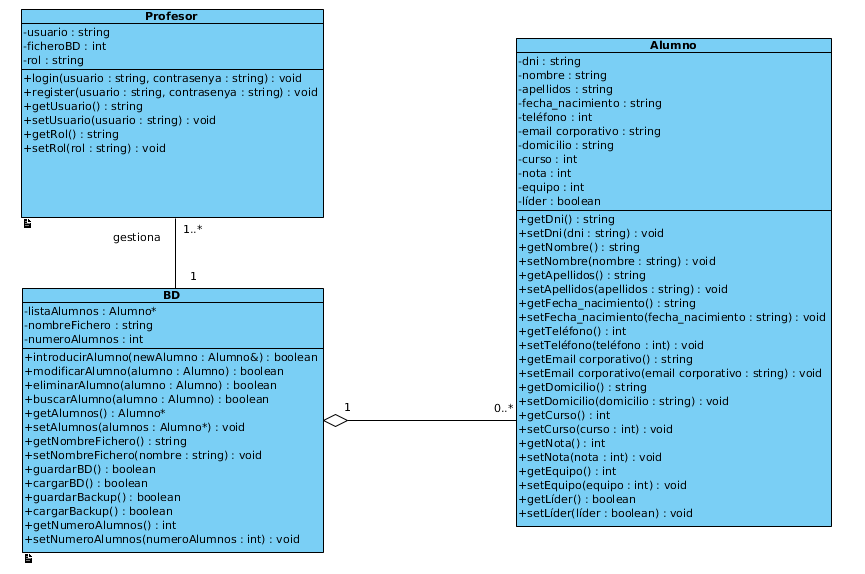 Profesor
-usuario : string
-ficheroBD : int
-rol : string
+login(usuario : string, contrasenya : string) : void
+register(usuario : string, contrasenya : string) : void
+getUsuario() : string
+setUsuario(usuario : string) : void
+getRol() : string
+setRol(rol : string) : void
gestiona
1..*
1
BD
-listaAlumnos : Alumno*
-nombreFichero : string
-numeroAlumnos : int
+introducirAlumno(newAlumno : Alumno&) : boolean
+modificarAlumno(alumno : Alumno) : boolean
+eliminarAlumno(alumno : Alumno) : boolean
+buscarAlumno(alumno : Alumno) : boolean
+getAlumnos() : Alumno*
+setAlumnos(alumnos : Alumno*) : void
+getNombreFichero() : string
+setNombreFichero(nombre : string) : void
+guardarBD() : boolean
+cargarBD() : boolean
+guardarBackup() : boolean
+cargarBackup() : boolean
+getNumeroAlumnos() : int
+setNumeroAlumnos(numeroAlumnos : int) : void
1
0..*
Alumno
-dni : string
-nombre : string
-apellidos : string
-fecha_nacimiento : string
-teléfono : int
-email corporativo : string
-domicilio : string
-curso : int
-nota : int
-equipo : int
-líder : boolean
+getDni() : string
+setDni(dni : string) : void
+getNombre() : string
+setNombre(nombre : string) : void
+getApellidos() : string
+setApellidos(apellidos : string) : void
+getFecha_nacimiento() : string
+setFecha_nacimiento(fecha_nacimiento : string) : void
+getTeléfono() : int
+setTeléfono(teléfono : int) : void
+getEmail corporativo() : string
+setEmail corporativo(email corporativo : string) : void
+getDomicilio() : string
+setDomicilio(domicilio : string) : void
+getCurso() : int
+setCurso(curso : int) : void
+getNota() : int
+setNota(nota : int) : void
+getEquipo() : int
+setEquipo(equipo : int) : void
+getLíder() : boolean
+setLíder(líder : boolean) : void